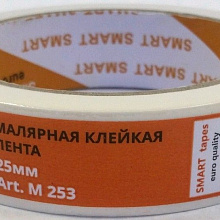 SMART SMART SMART
SMART
МАЛЯРНАЯ КЛЕЙКАЯ
ЛЕНТА
25мм
Art. M 253
SMART tapes
euro quality